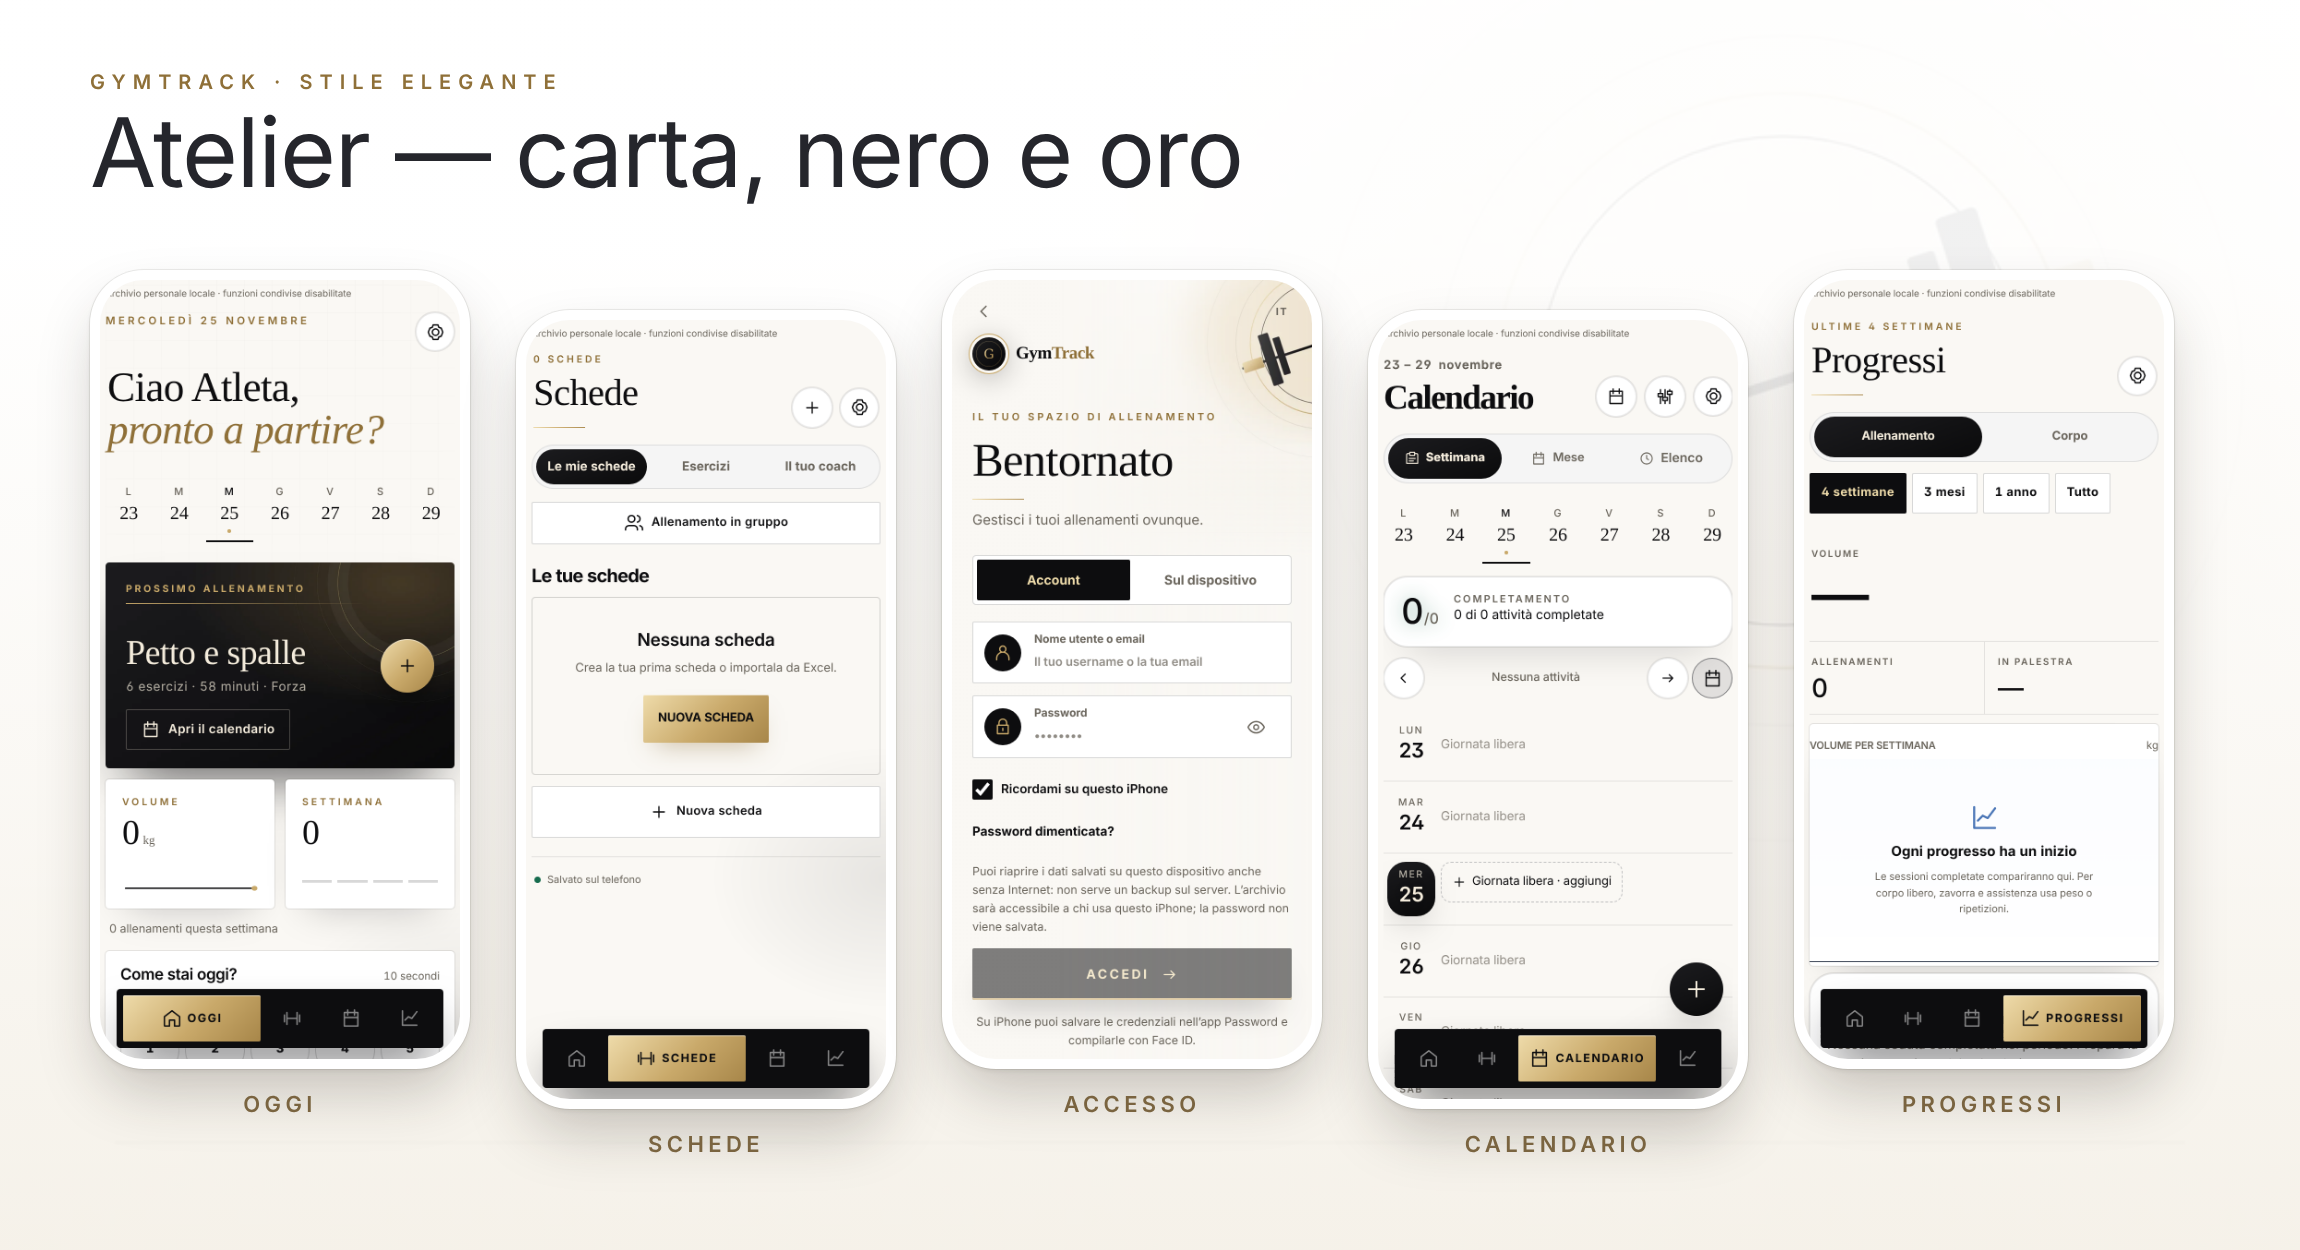 GYMTRACK · STILE ELEGANTE
Atelier — carta, nero e oro
rchivio personale locale · funzioni condivise disabilitate
MERCOLEDÌ 25 NOVEMBRE
Ciao Atleta,
pronto a partire?
L M M G V S D
23 24 25 26 27 28 29
PROSSIMO ALLENAMENTO
Petto e spalle
6 esercizi · 58 minuti · Forza
Apri il calendario
VOLUME
0 kg
SETTIMANA
0
0 allenamenti questa settimana
Come stai oggi?
10 secondi
OGGI
1 2 3 4 5
OGGI
rchivio personale locale · funzioni condivise disabilitate
0 SCHEDE
Schede
Le mie schede Esercizi Il tuo coach
Allenamento in gruppo
Le tue schede
Nessuna scheda
Crea la tua prima scheda o importala da Excel.
NUOVA SCHEDA
Nuova scheda
Salvato sul telefono
SCHEDE
SCHEDE
IT
G
GymTrack
IL TUO SPAZIO DI ALLENAMENTO
Bentornato
Gestisci i tuoi allenamenti ovunque.
Account Sul dispositivo
Nome utente o email
Il tuo username o la tua email
Password
••••••••
Ricordami su questo iPhone
Password dimenticata?
Puoi riaprire i dati salvati su questo dispositivo anche
senza Internet: non serve un backup sul server. L'archivio
sarà accessibile a chi usa questo iPhone; la password non
viene salvata.
ACCEDI →
Su iPhone puoi salvare le credenziali nell'app Password e
compilarle con Face ID.
ACCESSO
rchivio personale locale · funzioni condivise disabilitate
23 – 29 novembre
Calendario
Settimana Mese Elenco
L M M G V S D
23 24 25 26 27 28 29
0/0
COMPLETAMENTO
0 di 0 attività completate
Nessuna attività
LUN
23 Giornata libera
MAR
24 Giornata libera
MER
25 + Giornata libera · aggiungi
GIO
26 Giornata libera
VEN
CALENDARIO
SAB
CALENDARIO
rchivio personale locale · funzioni condivise disabilitate
ULTIME 4 SETTIMANE
Progressi
Allenamento Corpo
4 settimane 3 mesi 1 anno Tutto
VOLUME
—
ALLENAMENTI
0
IN PALESTRA
—
VOLUME PER SETTIMANA kg
Ogni progresso ha un inizio
Le sessioni completate compariranno qui. Per
corpo libero, zavorra e assistenza usa peso o
ripetizioni.
PROGRESSI
PROGRESSI